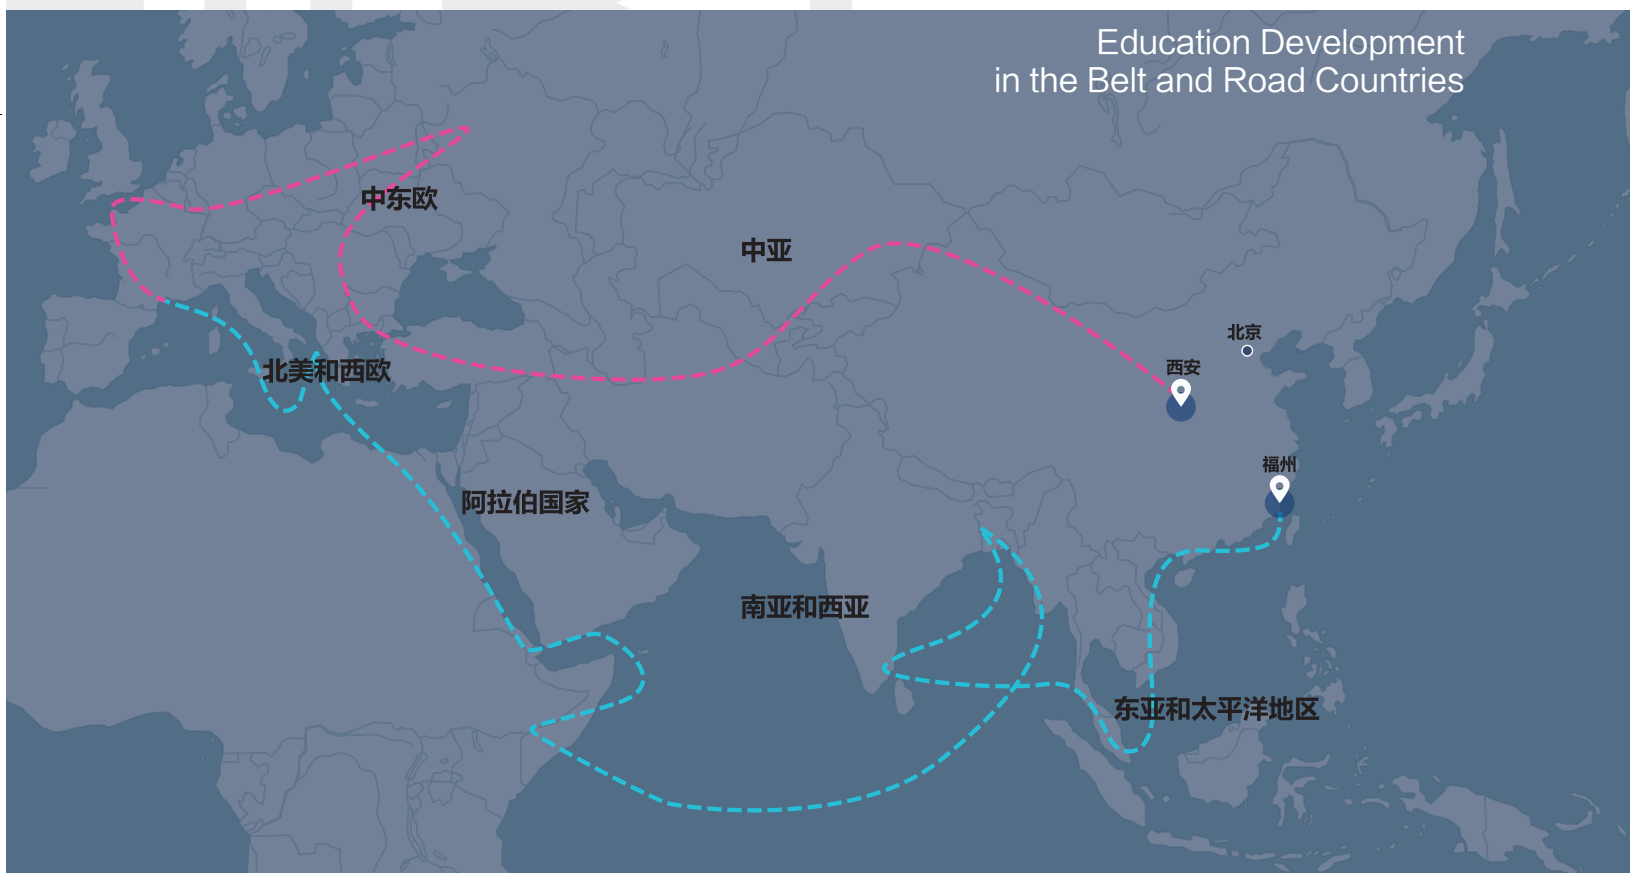 Education Development
in the Belt and Road Countries
中东欧
中亚
北京
西安
北美和西欧
福州
阿拉伯国家
南亚和西亚
东亚和太平洋地区